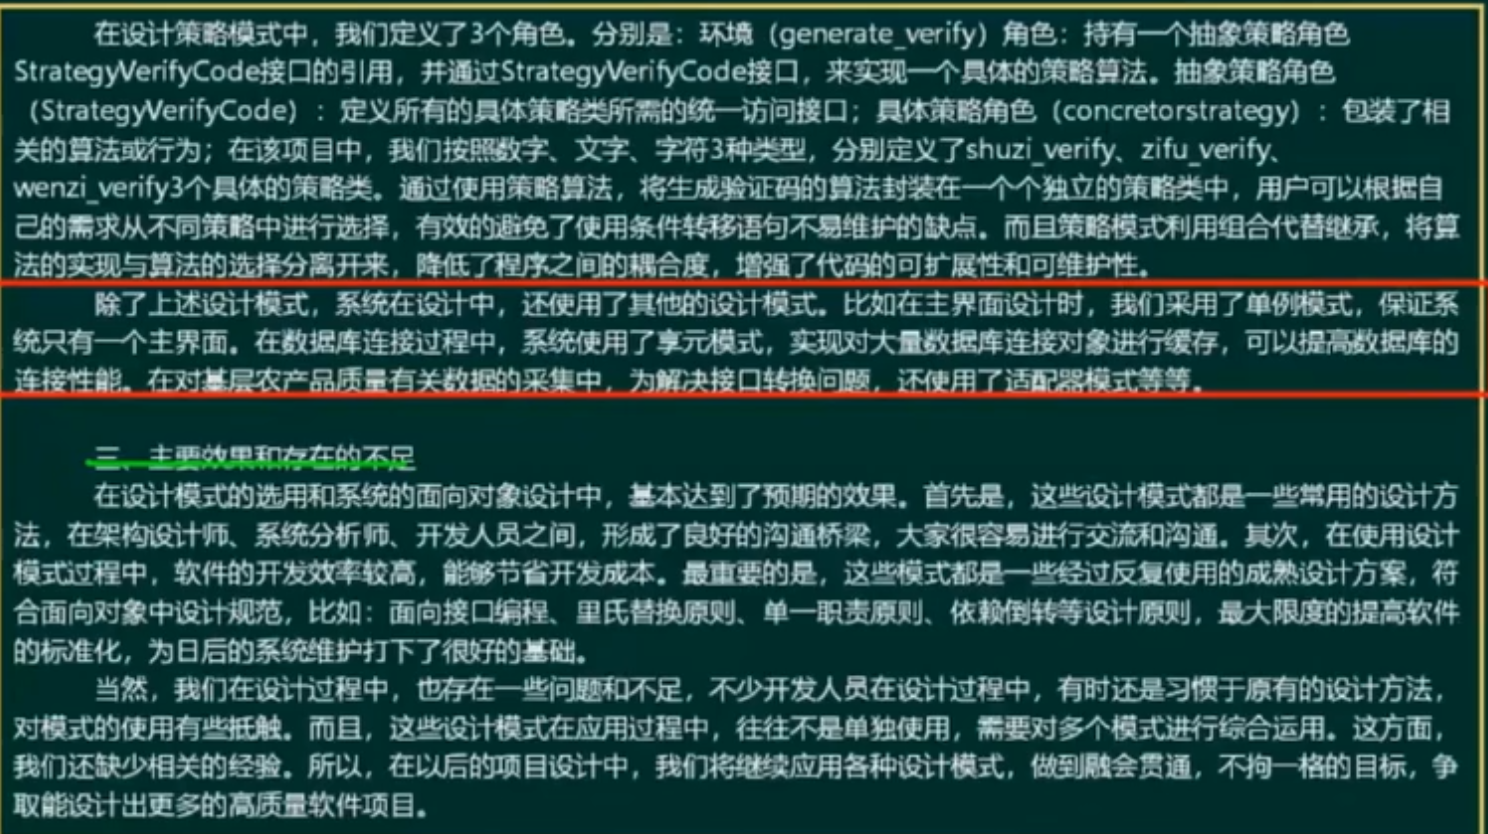 在设计策略模式中，我们定义了3个角色。分别是：环境（generate_verify）角色：持有一个抽象策略角色
StrategyVerifyCode接口的引用，并通过StrategyVerifyCode接口，来实现一个具体的策略算法。抽象策略角色
（StrategyVerifyCode）：定义所有的具体策略类所需的统一访问接口；具体策略角色（concretorstrategy）：包装了相
关的算法或行为；在该项目中，我们按照数字、文字、字符3种类型，分别定义了shuzi_verify、zifu_verify、
wenzi_verify3个具体的策略类。通过使用策略算法，将生成验证码的算法封装在一个个独立的策略类中，用户可以根据自
己的需求从不同策略中进行选择，有效的避免了使用条件转移语句不易维护的缺点。而且策略模式利用组合代替继承，将算
法的实现与算法的选择分离开来，降低了程序之间的耦合度，增强了代码的可扩展性和可维护性。
除了上述设计模式，系统在设计中，还使用了其他的设计模式。比如在主界面设计时，我们采用了单例模式，保证系
统只有一个主界面。在数据库连接过程中，系统使用了享元模式，实现对大量数据库连接对象进行缓存，可以提高数据库的
连接性能。在对基层农产品质量有关数据的采集中，为解决接口转换问题，还使用了适配器模式等等。
三、主要效果和存在的不足
在设计模式的选用和系统的面向对象设计中，基本达到了预期的效果。首先是，这些设计模式都是一些常用的设计方
法，在架构设计师、系统分析师、开发人员之间，形成了良好的沟通桥梁，大家很容易进行交流和沟通。其次，在使用设计
模式过程中，软件的开发效率较高，能够节省开发成本。最重要的是，这些模式都是一些经过反复使用的成熟设计方案，符
合面向对象中设计规范，比如：面向接口编程、里氏替换原则、单一职责原则、依赖倒转等设计原则，最大限度的提高软件
的标准化，为日后的系统维护打下了很好的基础。
当然，我们在设计过程中，也存在一些问题和不足，不少开发人员在设计过程中，有时还是习惯于原有的设计方法，
对模式的使用有些抵触。而且，这些设计模式在应用过程中，往往不是单独使用，需要对多个模式进行综合运用。这方面，
我们还缺少相关的经验。所以，在以后的项目设计中，我们将继续应用各种设计模式，做到融会贯通，不拘一格的目标，争
取能设计出更多的高质量软件项目。